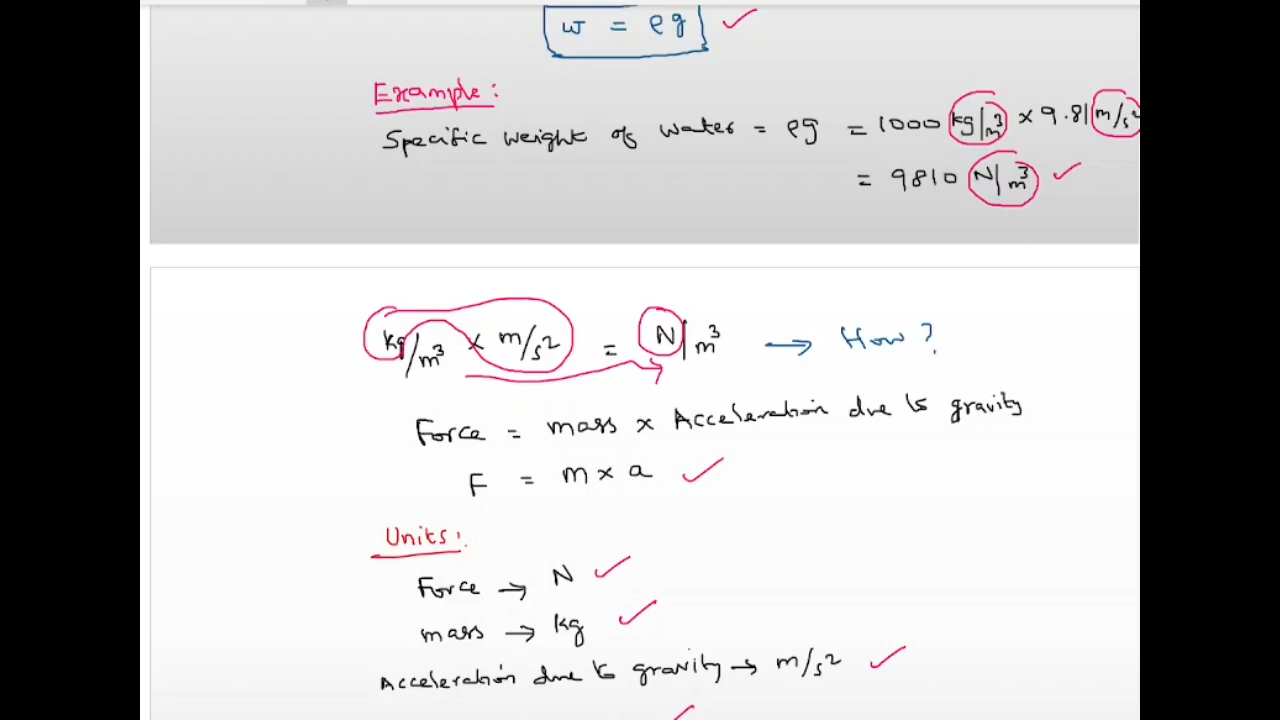 w = ρg
Example:
Specific weight of water = ρg = 1000 kg/m³ × 9.81 m/s²
= 9810 N/m³
kg/m³ × m/s² = N/m³ → How?
Force = mass × Acceleration due to gravity
F = m × a
Units:
Force → N
mass → kg
Acceleration due to gravity → m/s²